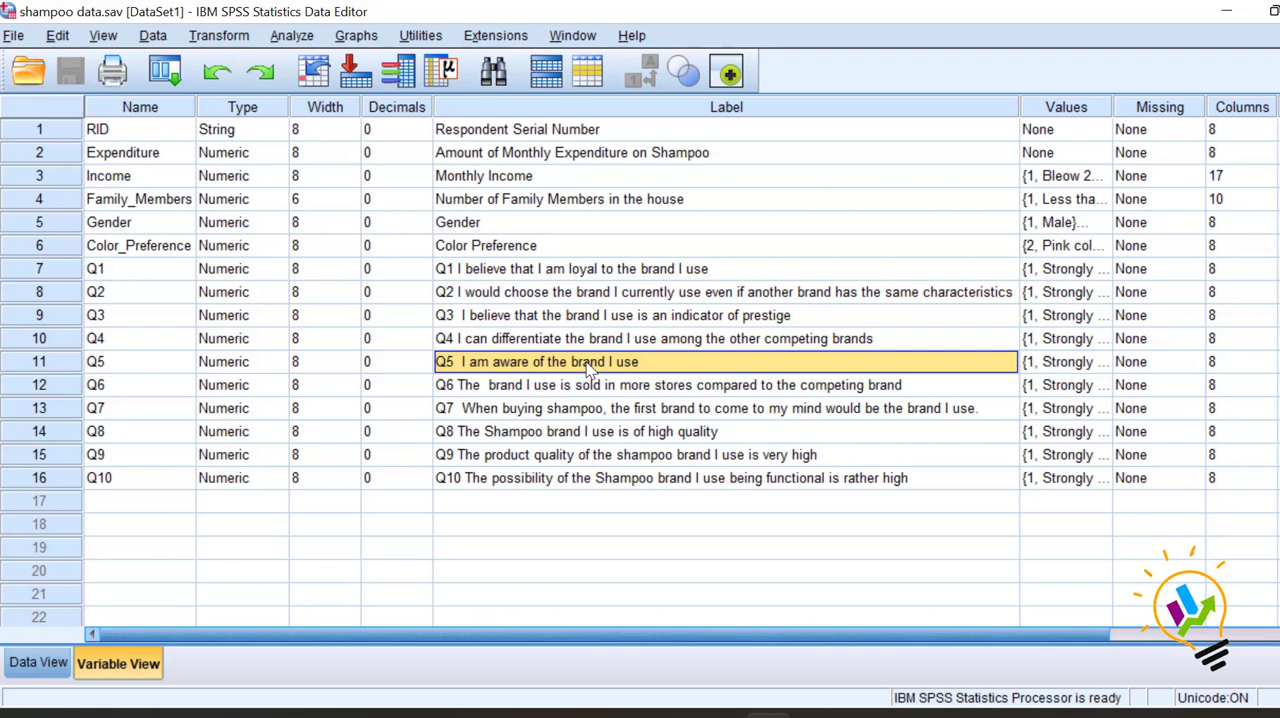 shampoo data.sav [DataSet1] - IBM SPSS Statistics Data Editor
File Edit View Data Transform Analyze Graphs Utilities Extensions Window Help
Name Type Width Decimals Label Values Missing Columns
1 RID String 8 0 Respondent Serial Number None None 8
2 Expenditure Numeric 8 0 Amount of Monthly Expenditure on Shampoo None None 8
3 Income Numeric 8 0 Monthly Income {1, Bleow 2... None 17
4 Family_Members Numeric 6 0 Number of Family Members in the house {1, Less tha... None 10
5 Gender Numeric 8 0 Gender {1, Male}... None 8
6 Color_Preference Numeric 8 0 Color Preference {2, Pink col... None 8
7 Q1 Numeric 8 0 Q1 I believe that I am loyal to the brand I use {1, Strongly ... None 8
8 Q2 Numeric 8 0 Q2 I would choose the brand I currently use even if another brand has the same characteristics {1, Strongly ... None 8
9 Q3 Numeric 8 0 Q3 I believe that the brand I use is an indicator of prestige {1, Strongly ... None 8
10 Q4 Numeric 8 0 Q4 I can differentiate the brand I use among the other competing brands {1, Strongly ... None 8
11 Q5 Numeric 8 0 Q5 I am aware of the brand I use {1, Strongly ... None 8
12 Q6 Numeric 8 0 Q6 The brand I use is sold in more stores compared to the competing brand {1, Strongly ... None 8
13 Q7 Numeric 8 0 Q7 When buying shampoo, the first brand to come to my mind would be the brand I use. {1, Strongly ... None 8
14 Q8 Numeric 8 0 Q8 The Shampoo brand I use is of high quality {1, Strongly ... None 8
15 Q9 Numeric 8 0 Q9 The product quality of the shampoo brand I use is very high {1, Strongly ... None 8
16 Q10 Numeric 8 0 Q10 The possibility of the Shampoo brand I use being functional is rather high {1, Strongly ... None 8
17
18
19
20
21
22
Data View Variable View
IBM SPSS Statistics Processor is ready Unicode:ON